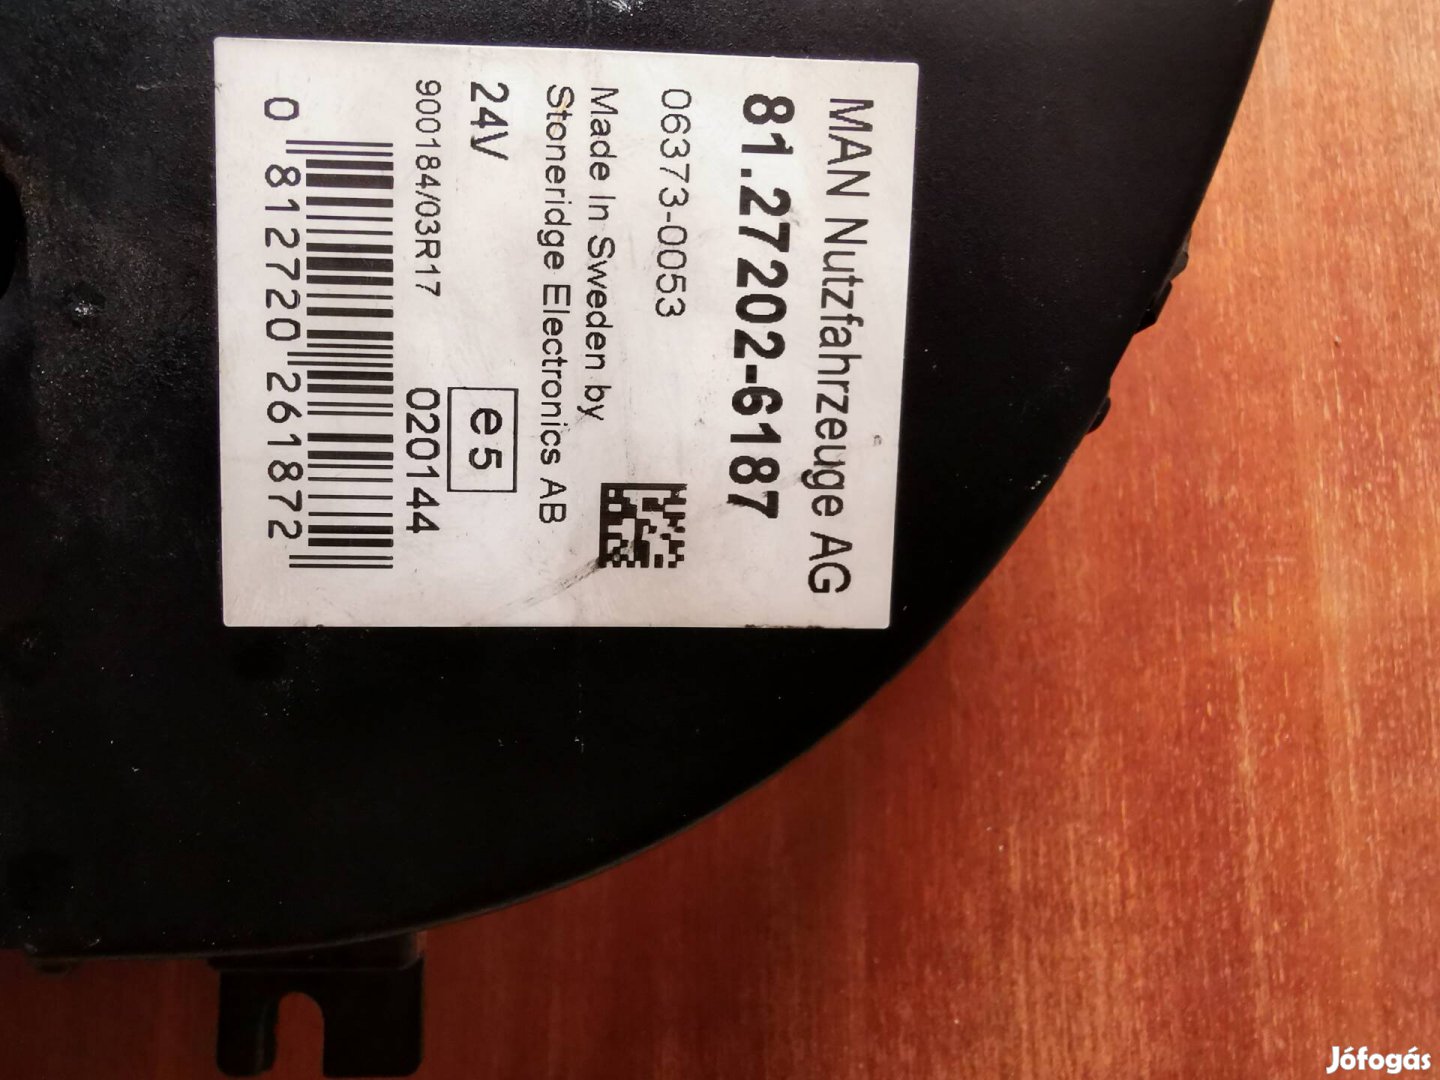 MAN Nutzfahrzeuge AG
81.27202-6187
06373-0053
Made In Sweden by
Stoneridge Electronics AB
24V
e5
900184/03R17
020144
0 812720 261872
Jófogás